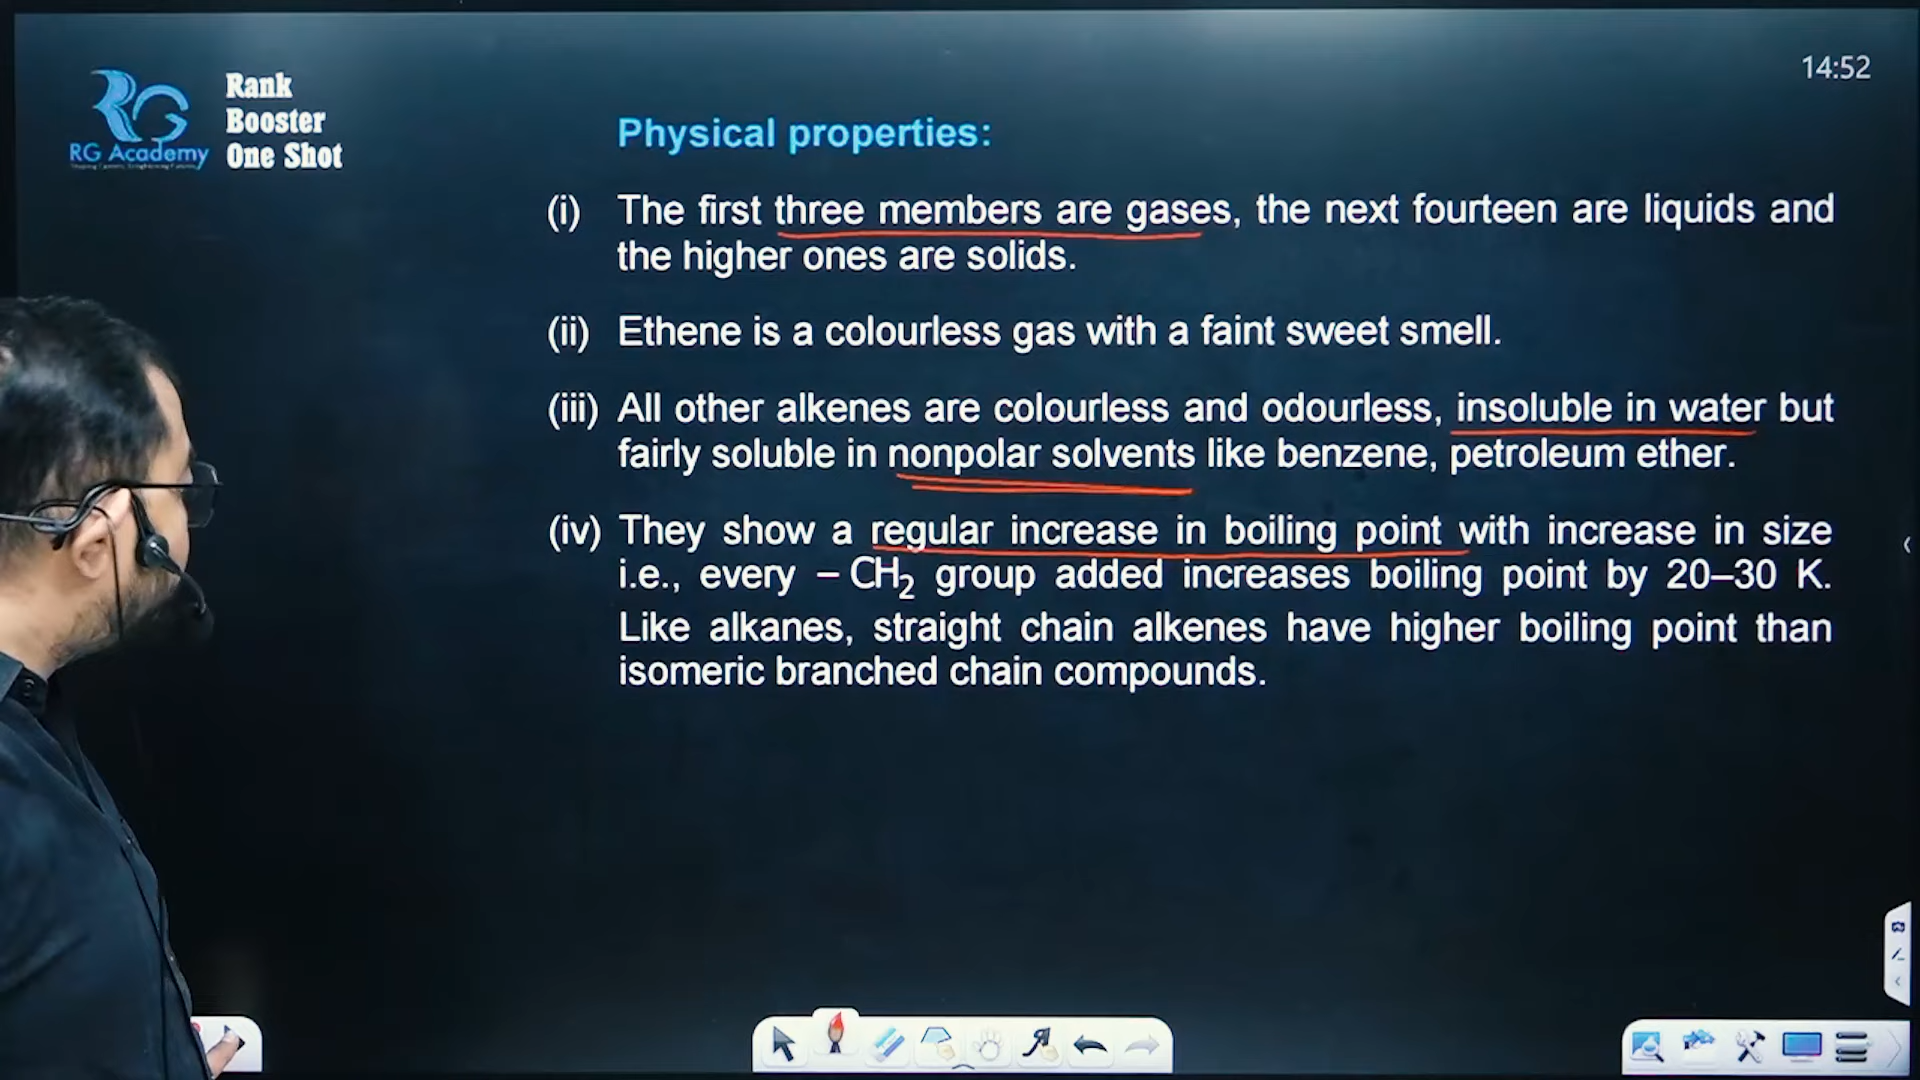 14:52
Rank
Booster
One Shot
RG Academy
Physical properties:
(i) The first three members are gases, the next fourteen are liquids and
the higher ones are solids.
(ii) Ethene is a colourless gas with a faint sweet smell.
(iii) All other alkenes are colourless and odourless, insoluble in water but
fairly soluble in nonpolar solvents like benzene, petroleum ether.
(iv) They show a regular increase in boiling point with increase in size
i.e., every – CH₂ group added increases boiling point by 20–30 K.
Like alkanes, straight chain alkenes have higher boiling point than
isomeric branched chain compounds.